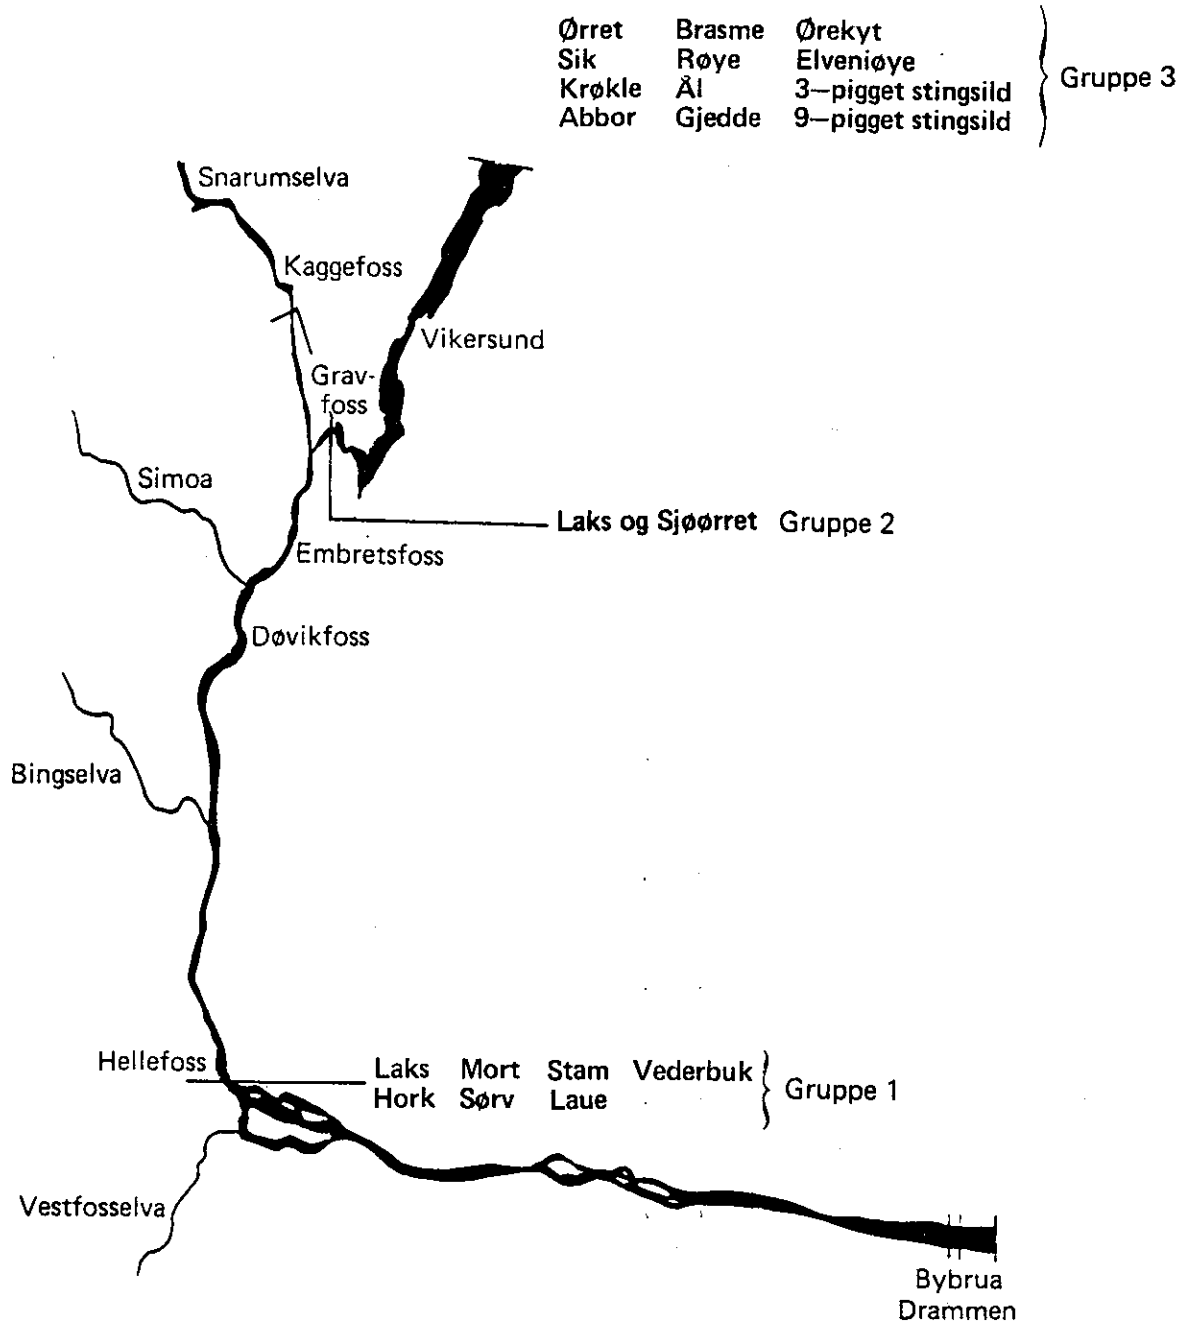 Ørret Brasme Ørekyt
Sik Røye Elveniøye
Krøkle Ål 3–pigget stingsild
Abbor Gjedde 9–pigget stingsild
Gruppe 3
Snarumselva
Kaggefoss
Vikersund
Grav-
foss
Simoa
Laks og Sjøørret Gruppe 2
Embretsfoss
Døvikfoss
Bingselva
Hellefoss
Laks Mort Stam Vederbuk
Hork Sørv Laue
Gruppe 1
Vestfosselva
Bybrua
Drammen